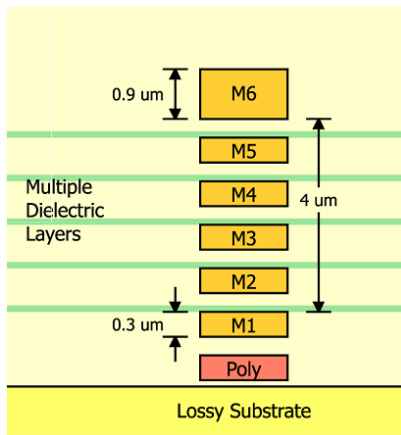 0.9 um
M6
M5
Multiple
Dielectric
Layers
M4
4 um
M3
M2
0.3 um
M1
Poly
Lossy Substrate